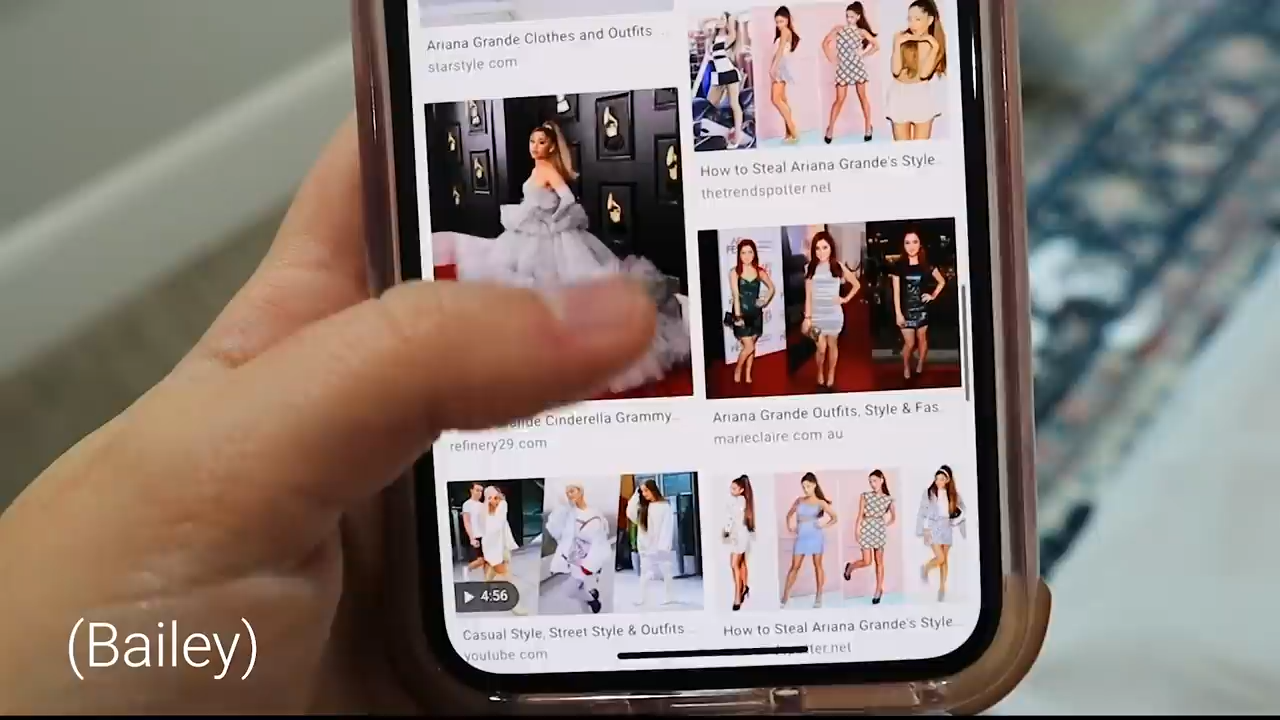 Ariana Grande Clothes and Outfits ...
starstyle.com
How to Steal Ariana Grande's Style..
thetrendspotter.net
Cinderella Grammy...
refinery29.com
Ariana Grande Outfits, Style & Fas..
marieclaire.com.au
4:56
Casual Style, Street Style & Outfits ...
youtube.com
How to Steal Ariana Grande's Style...
tter.net
(Bailey)